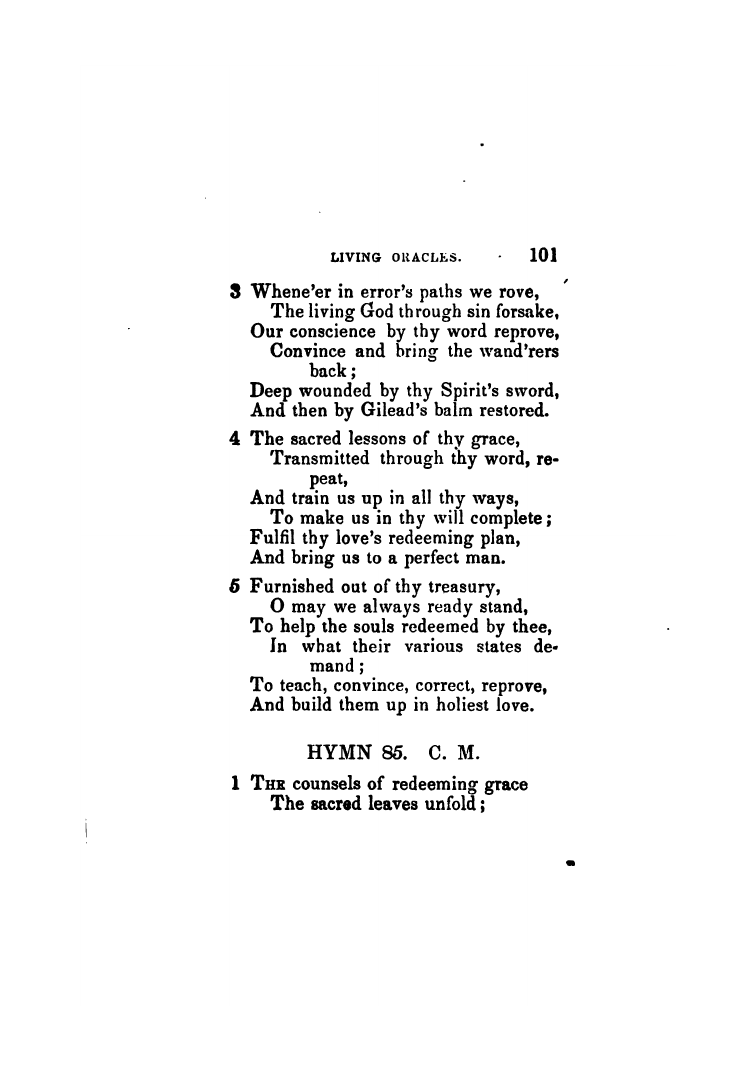 LIVING ORACLES. 101
3 Whene'er in error's paths we rove,
The living God through sin forsake,
Our conscience by thy word reprove,
Convince and bring the wand'rers
back;
Deep wounded by thy Spirit's sword,
And then by Gilead's balm restored.
4 The sacred lessons of thy grace,
Transmitted through thy word, re-
peat,
And train us up in all thy ways,
To make us in thy will complete;
Fulfil thy love's redeeming plan,
And bring us to a perfect man.
5 Furnished out of thy treasury,
O may we always ready stand,
To help the souls redeemed by thee,
In what their various states de-
mand;
To teach, convince, correct, reprove,
And build them up in holiest love.
HYMN 85. C. M.
1 THE counsels of redeeming grace
The sacred leaves unfold;